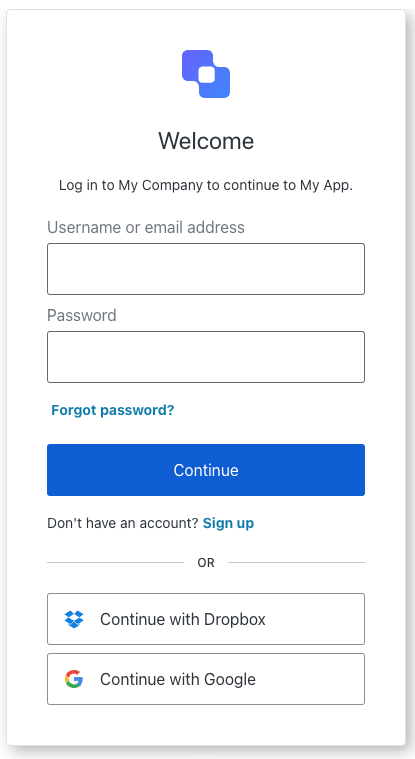 Welcome
Log in to My Company to continue to My App.
Username or email address
Password
Forgot password?
Continue
Don't have an account? Sign up
OR
Continue with Dropbox
Continue with Google